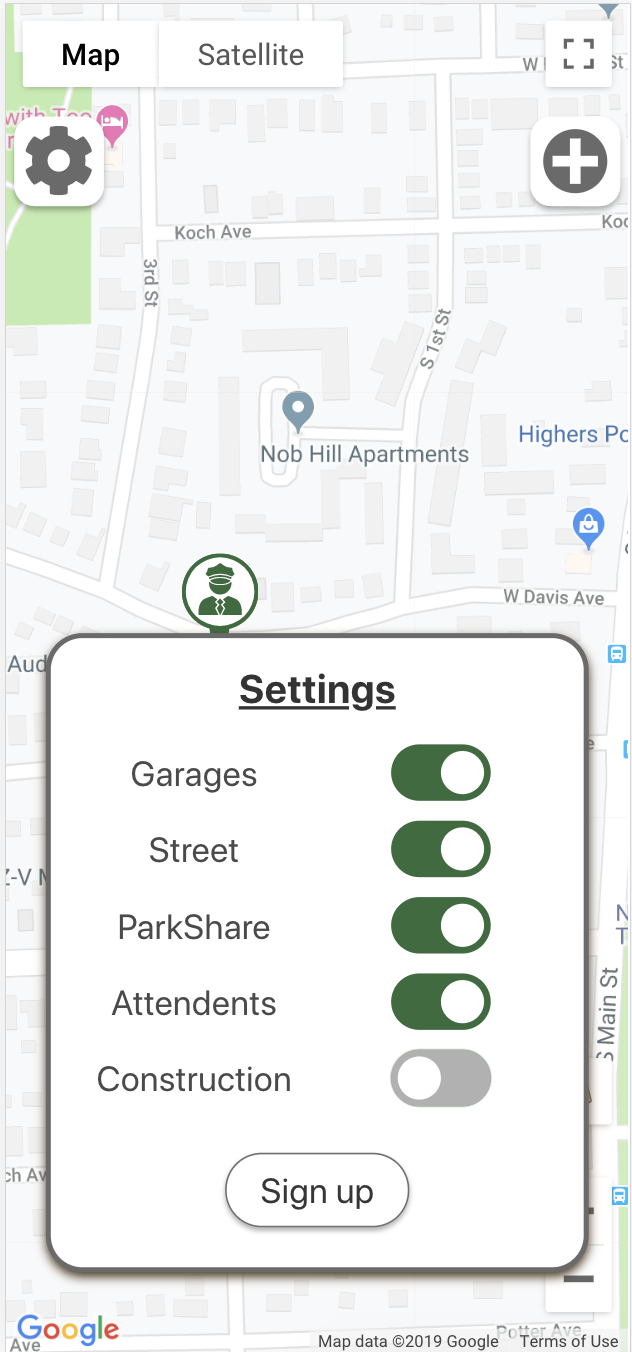 Map
Satellite
W
St
with Too
Koch Ave
Koc
3rd St
S 1st St
Nob Hill Apartments
Highers Po
W Davis Ave
Aud
Settings
Garages
Street
Z-V M
ParkShare
N
T
Attendents
S Main St
Construction
ch Av
Sign up
Google
Ave
Potter Ave
Map data ©2019 Google
Terms of Use